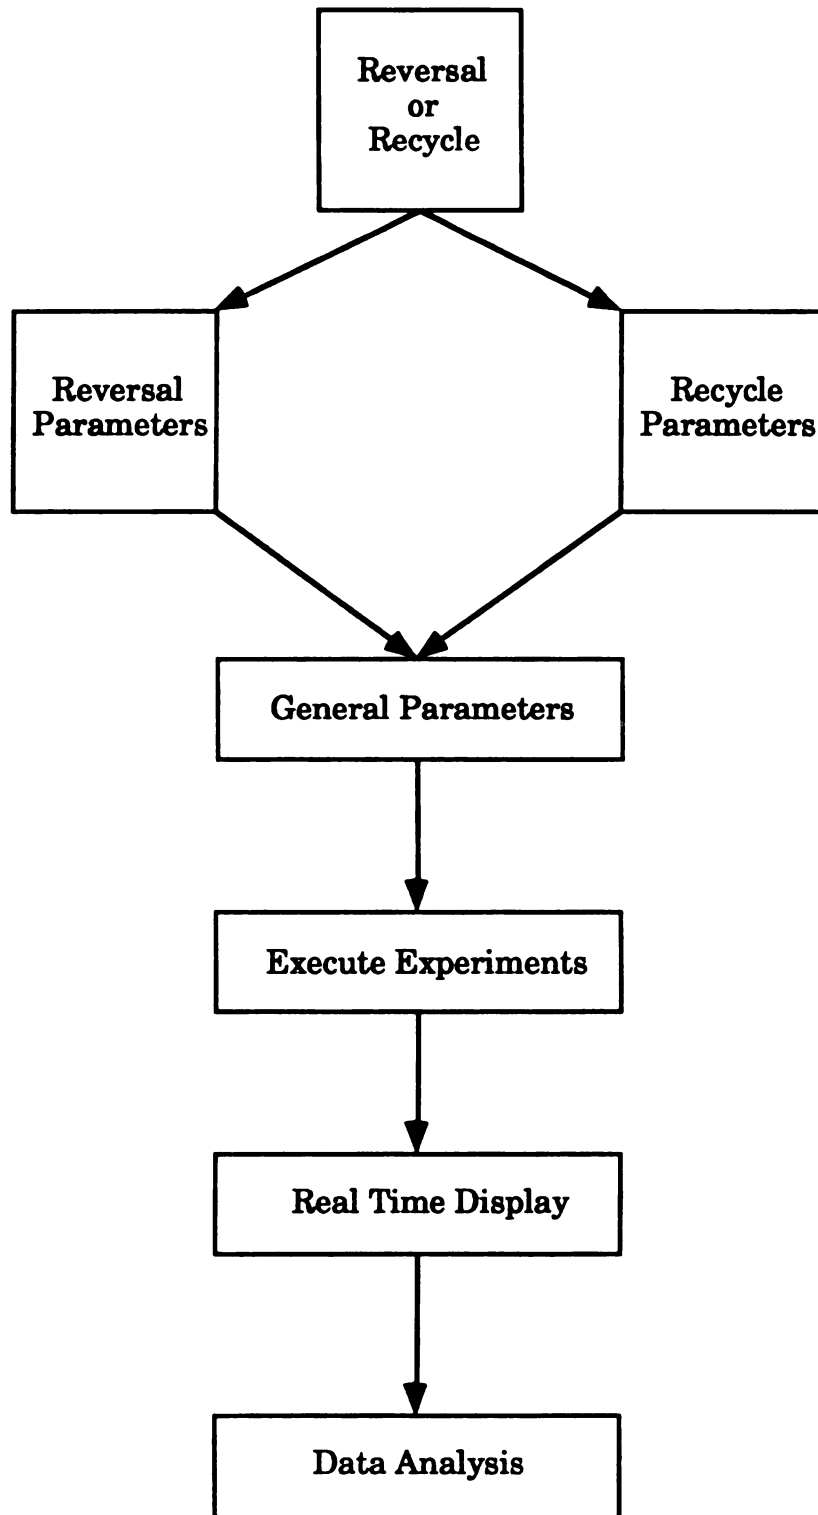 Reversal
or
Recycle
Reversal
Parameters
Recycle
Parameters
General Parameters
Execute Experiments
Real Time Display
Data Analysis